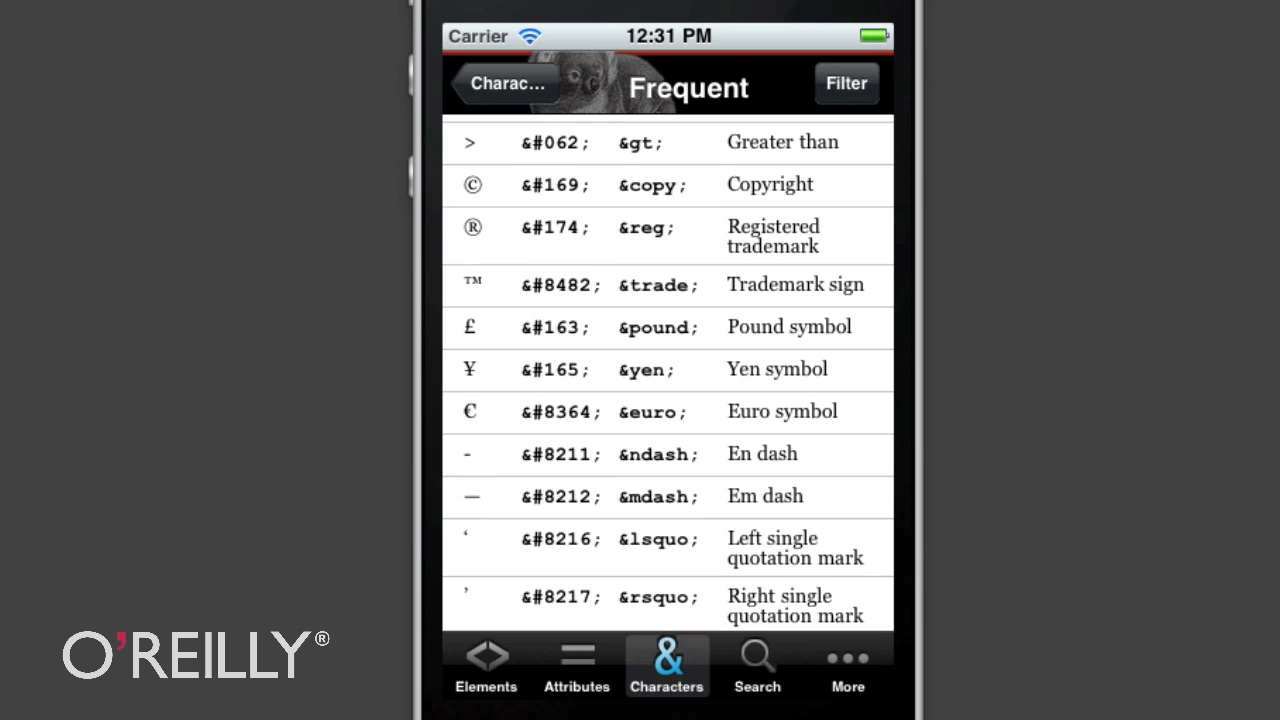 Carrier 12:31 PM
Charac... Frequent Filter
> &#062; &gt; Greater than
© &#169; &copy; Copyright
® &#174; &reg; Registered
trademark
™ &#8482; &trade; Trademark sign
£ &#163; &pound; Pound symbol
¥ &#165; &yen; Yen symbol
€ &#8364; &euro; Euro symbol
- &#8211; &ndash; En dash
— &#8212; &mdash; Em dash
‘ &#8216; &lsquo; Left single
quotation mark
’ &#8217; &rsquo; Right single
quotation mark
&
Elements Attributes Characters Search More
O'REILLY®